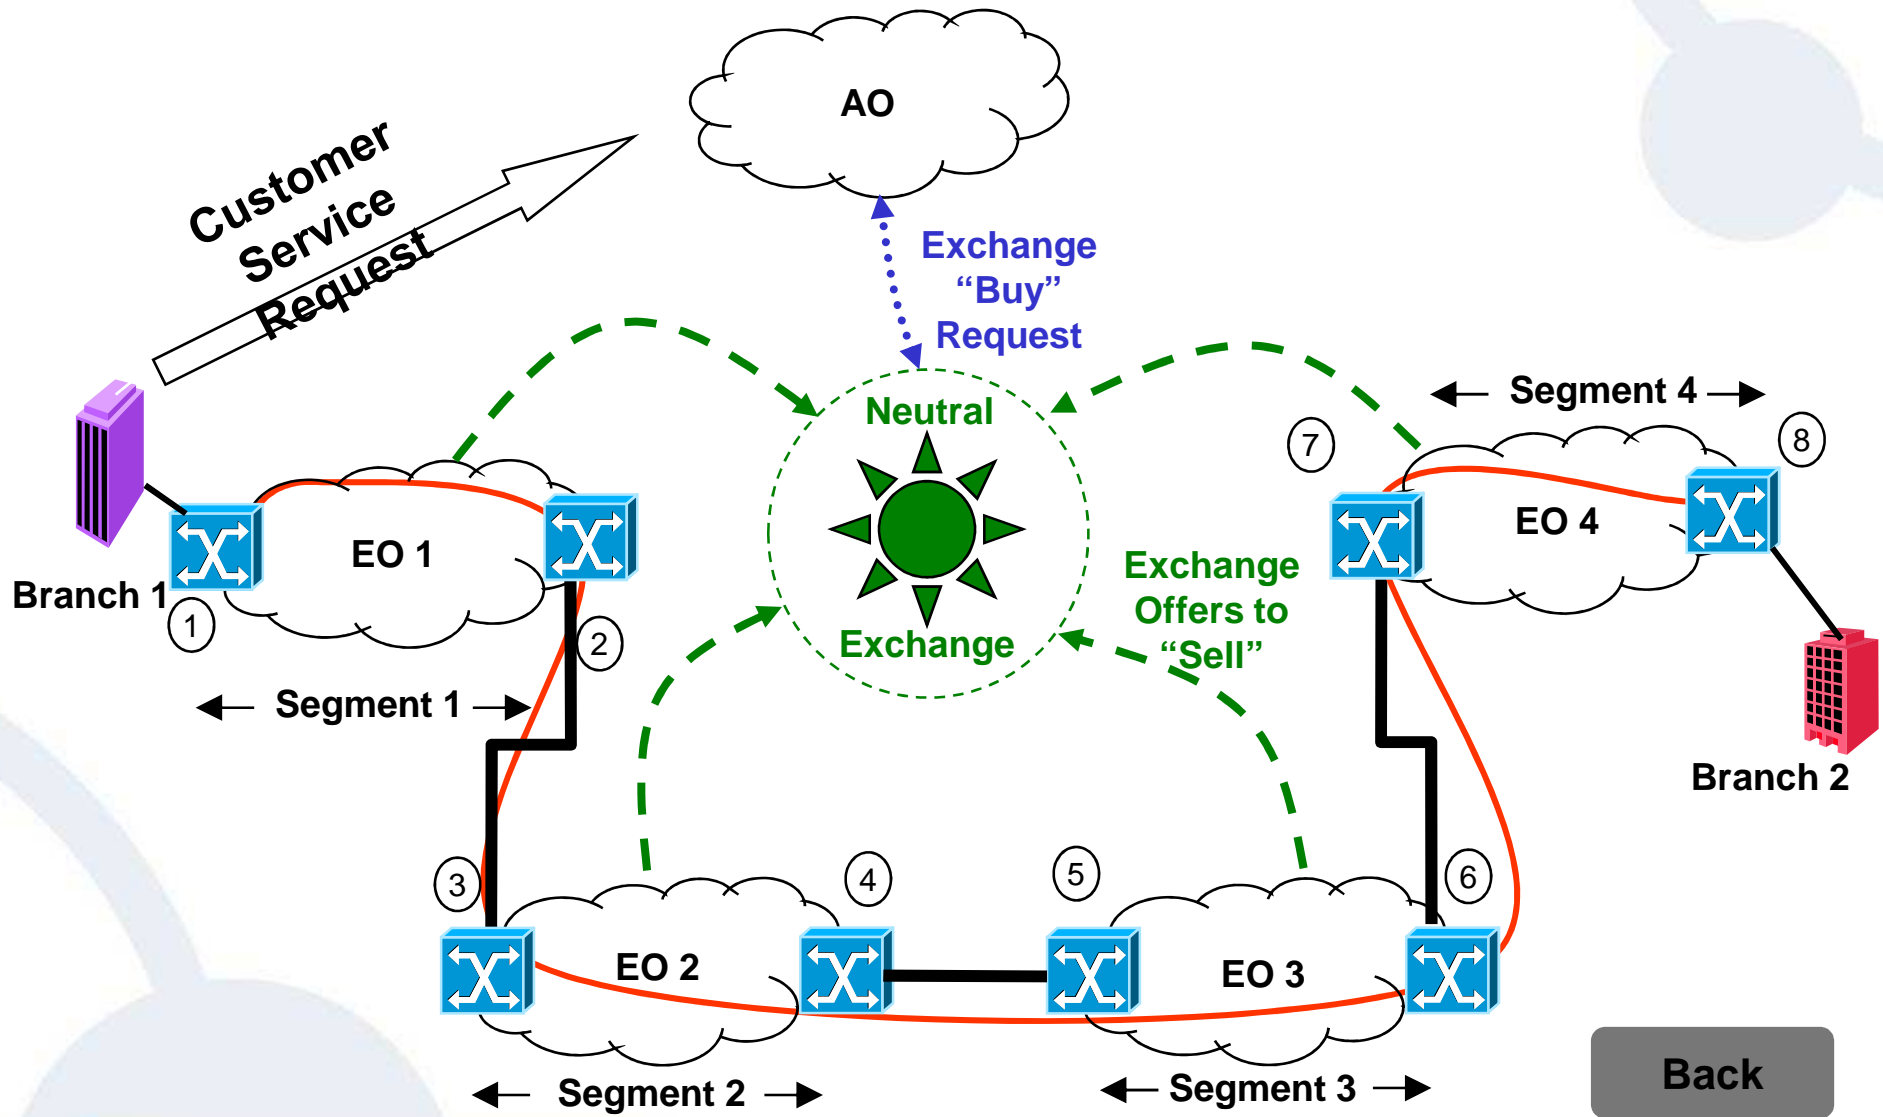 AO
Customer
Service
Request
Exchange
“Buy”
Request
Neutral
Exchange
Segment 4
7
8
EO 4
EO 1
Branch 1
1
2
Exchange
Offers to
“Sell”
Segment 1
Branch 2
3
4
5
6
EO 2
EO 3
Segment 2
Segment 3
Back